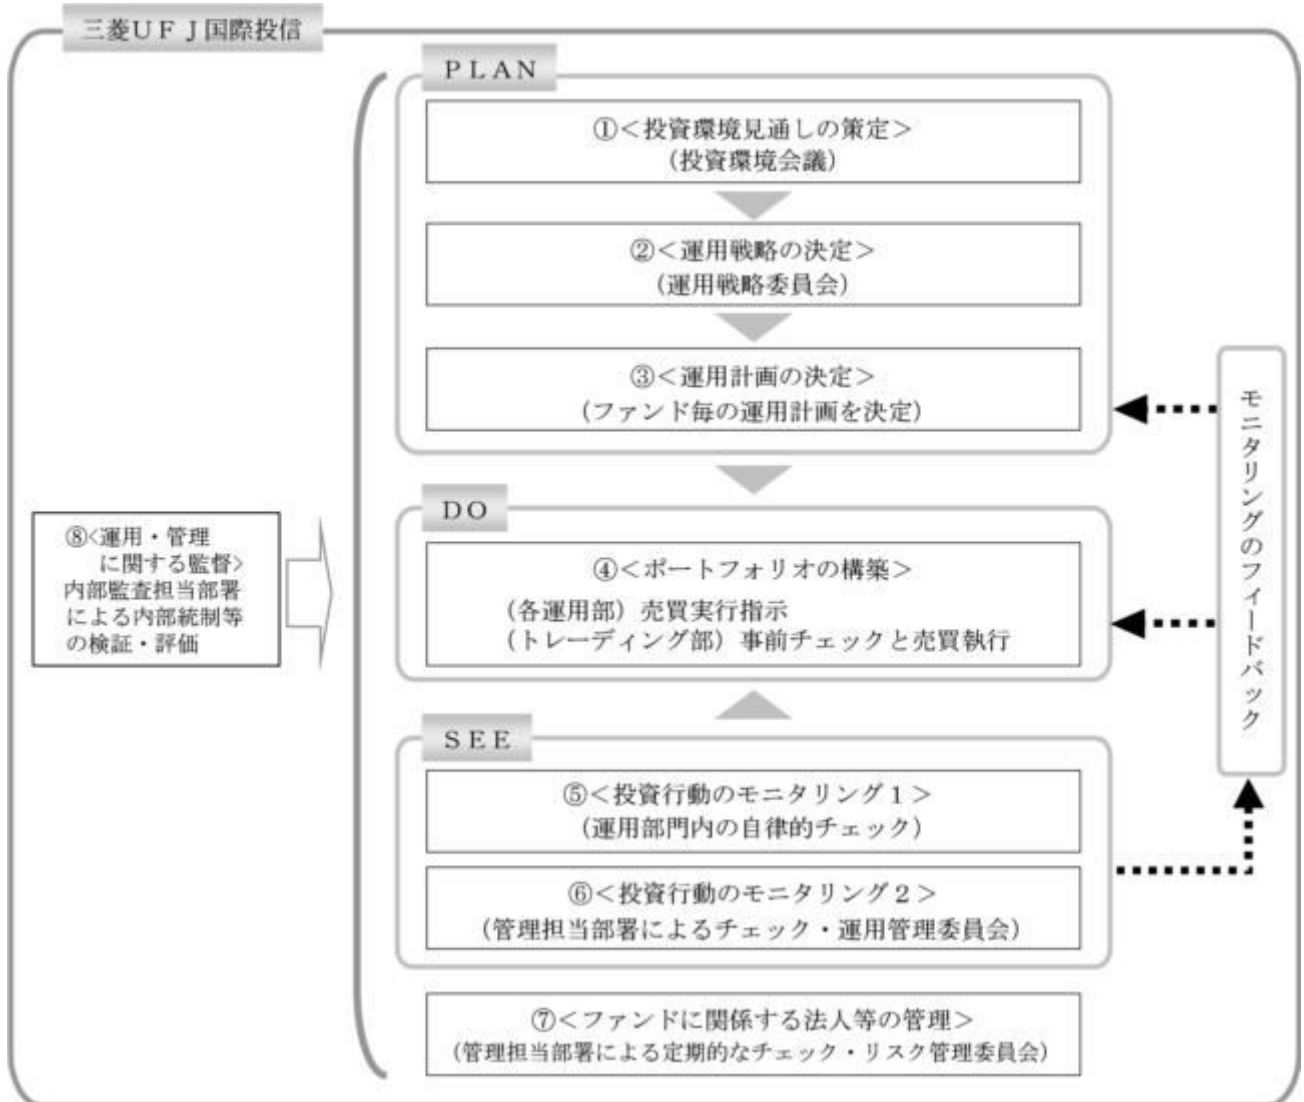 三菱ＵＦＪ国際投信
ＰＬＡＮ
①＜投資環境見通しの策定＞
（投資環境会議）
②＜運用戦略の決定＞
（運用戦略委員会）
③＜運用計画の決定＞
（ファンド毎の運用計画を決定）
ＤＯ
④＜ポートフォリオの構築＞
（各運用部）売買実行指示
（トレーディング部）事前チェックと売買執行
ＳＥＥ
⑤＜投資行動のモニタリング１＞
（運用部門内の自律的チェック）
⑥＜投資行動のモニタリング２＞
（管理担当部署によるチェック・運用管理委員会）
⑦＜ファンドに関係する法人等の管理＞
（管理担当部署による定期的なチェック・リスク管理委員会）
⑧<運用・管理
に関する監督>
内部監査担当部署
による内部統制等
の検証・評価
モニタリングのフィードバック